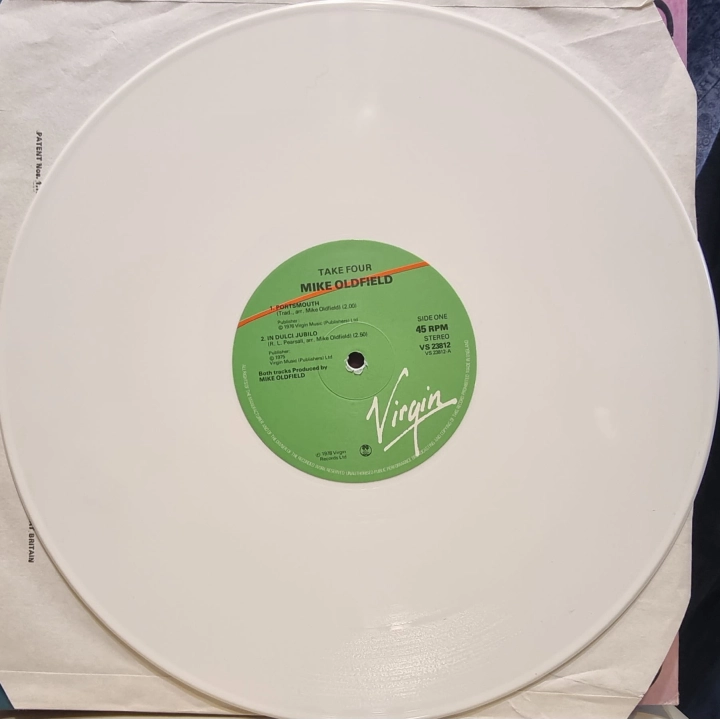 PATENT Nos.
TAKE FOUR
MIKE OLDFIELD
1. PORTSMOUTH
(Trad., arr. Mike Oldfield) (2.00)
Publisher:
© 1976 Virgin Music (Publishers) Ltd.
2. IN DULCI JUBILO
(R. L. Pearsall, arr. Mike Oldfield) (2.50)
Publisher:
℗ 1975
Virgin Music (Publishers) Ltd.
Both tracks Produced by
MIKE OLDFIELD
SIDE ONE
45 RPM
STEREO
VS 23812
VS 23812-A
Virgin
℗ 1978 Virgin
Records Ltd
BRITAIN